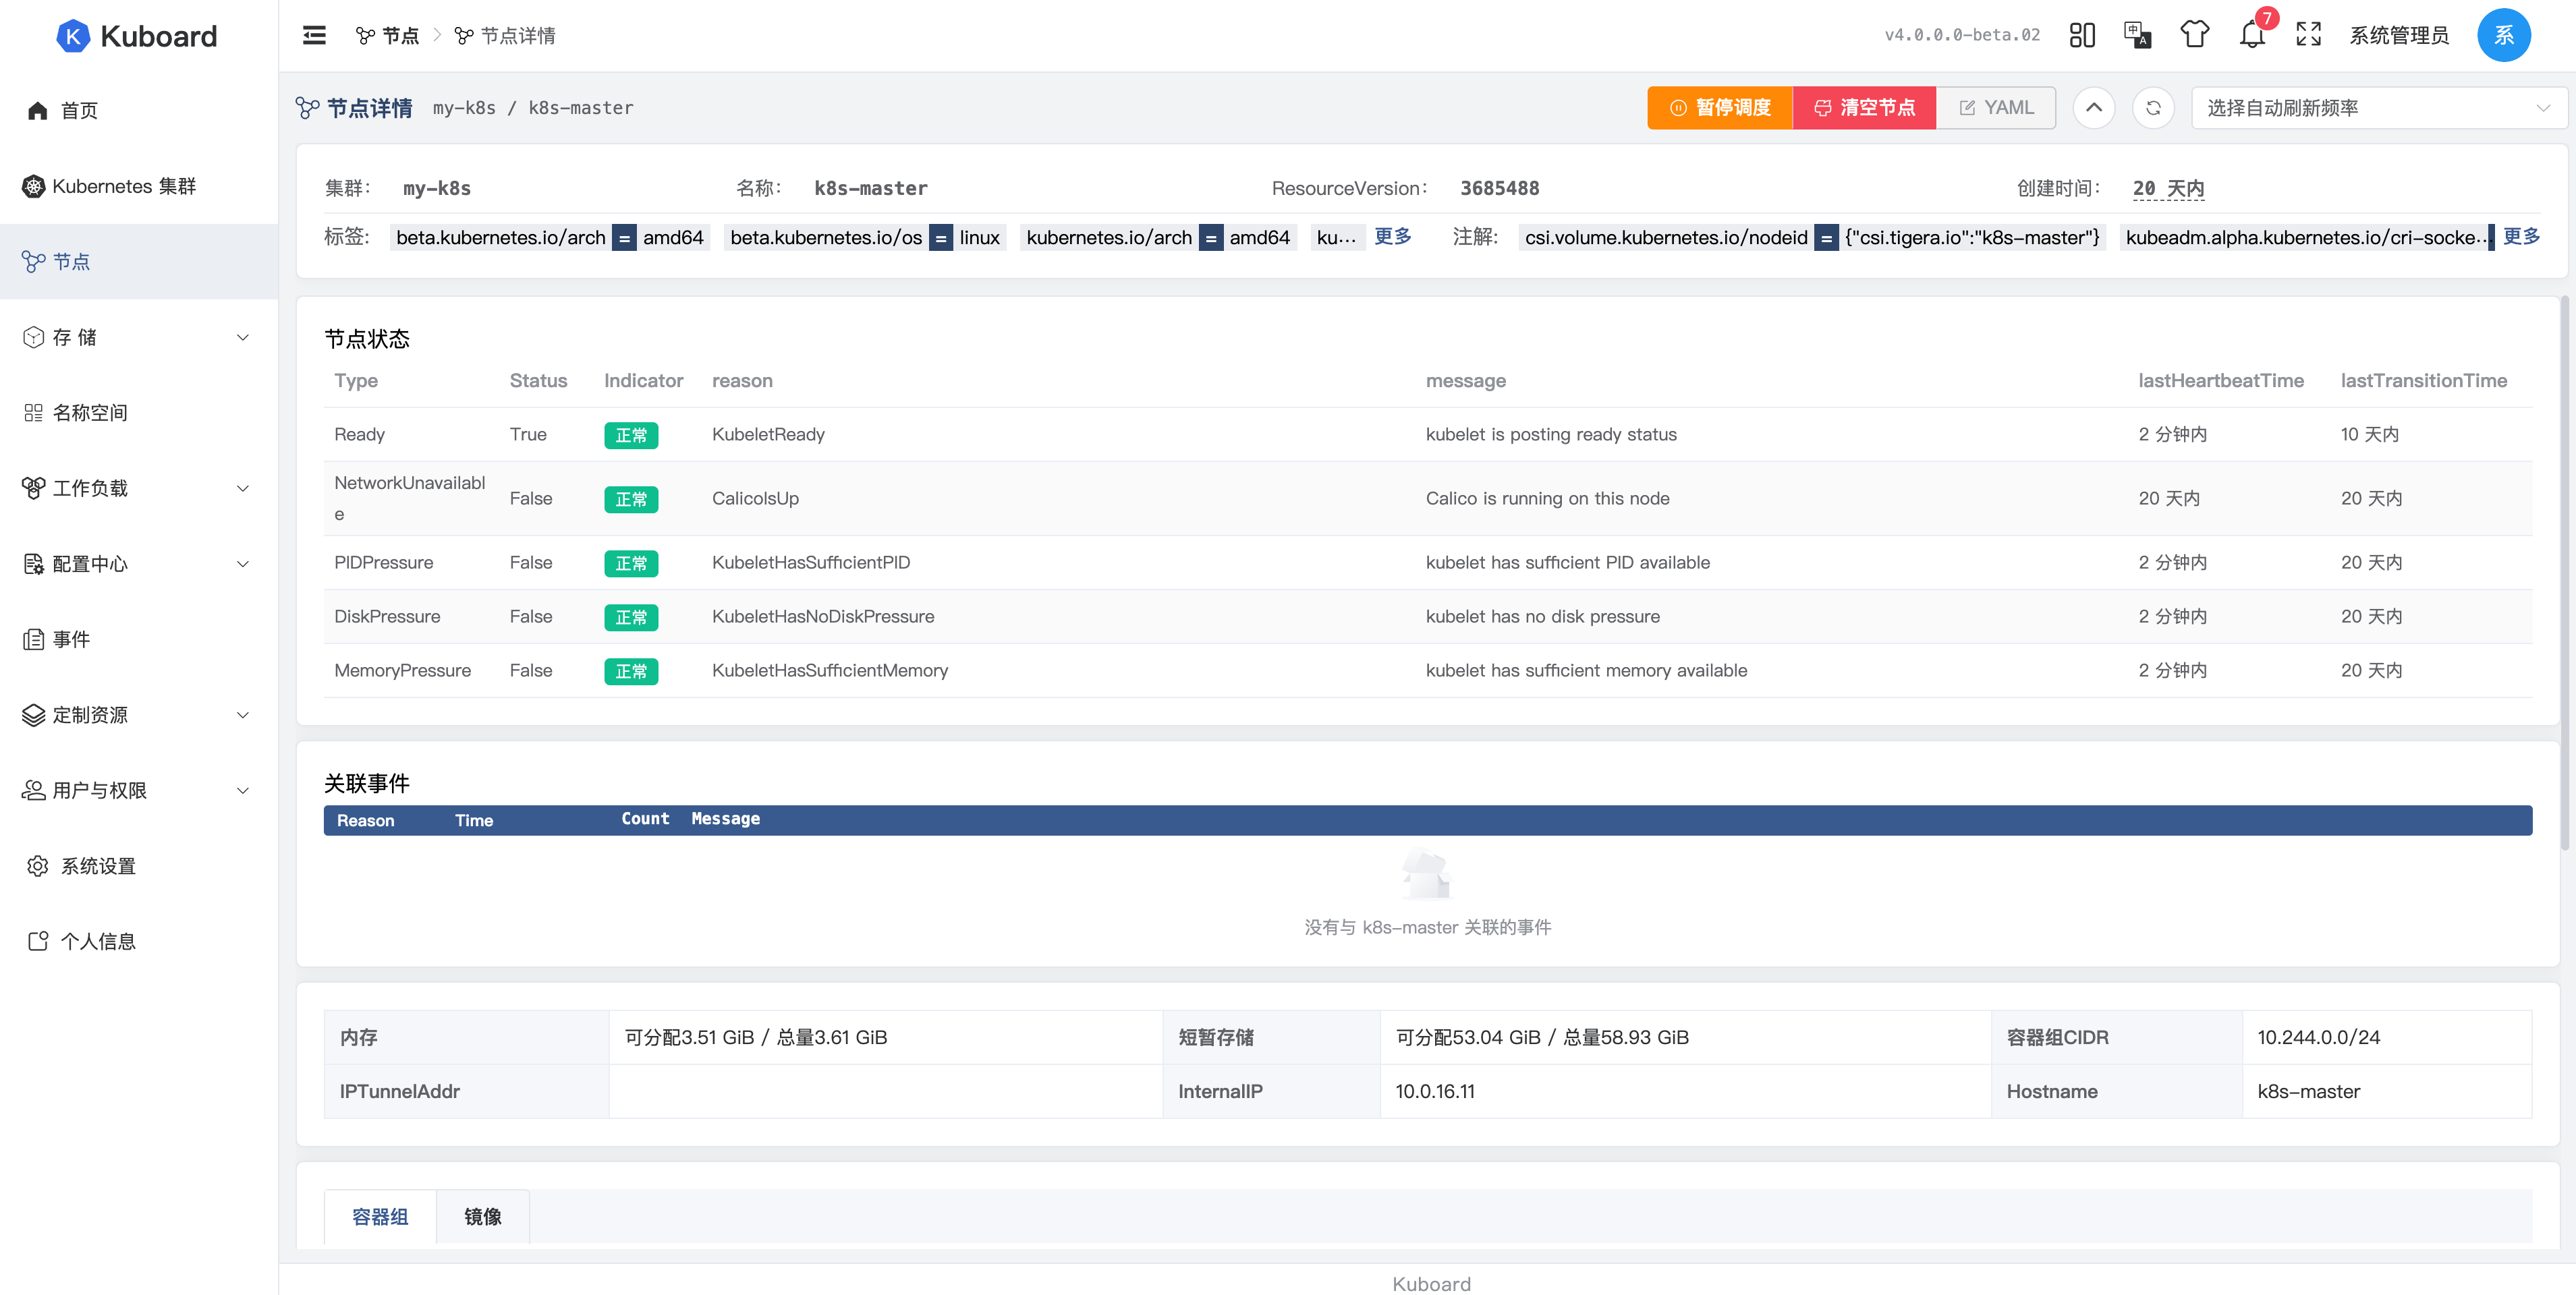 Kuboard
节点 > 节点详情
v4.0.0.0-beta.02
7
系统管理员
系
首页
Kubernetes 集群
节点
存 储
名称空间
工作负载
配置中心
事件
定制资源
用户与权限
系统设置
个人信息
节点详情 my-k8s / k8s-master
暂停调度 清空节点 YAML 选择自动刷新频率
集群: my-k8s 名称: k8s-master ResourceVersion: 3685488 创建时间: 20 天内
标签: beta.kubernetes.io/arch = amd64 beta.kubernetes.io/os = linux kubernetes.io/arch = amd64 ku... 更多 注解: csi.volume.kubernetes.io/nodeid = {"csi.tigera.io":"k8s-master"} kubeadm.alpha.kubernetes.io/cri-socke... 更多
节点状态
Type Status Indicator reason message lastHeartbeatTime lastTransitionTime
Ready True 正常 KubeletReady kubelet is posting ready status 2 分钟内 10 天内
NetworkUnavailabl
e False 正常 CalicoIsUp Calico is running on this node 20 天内 20 天内
PIDPressure False 正常 KubeletHasSufficientPID kubelet has sufficient PID available 2 分钟内 20 天内
DiskPressure False 正常 KubeletHasNoDiskPressure kubelet has no disk pressure 2 分钟内 20 天内
MemoryPressure False 正常 KubeletHasSufficientMemory kubelet has sufficient memory available 2 分钟内 20 天内
关联事件
Reason Time Count Message
没有与 k8s-master 关联的事件
内存 可分配3.51 GiB / 总量3.61 GiB 短暂存储 可分配53.04 GiB / 总量58.93 GiB 容器组CIDR 10.244.0.0/24
IPTunnelAddr InternalIP 10.0.16.11 Hostname k8s-master
容器组 镜像
Kuboard